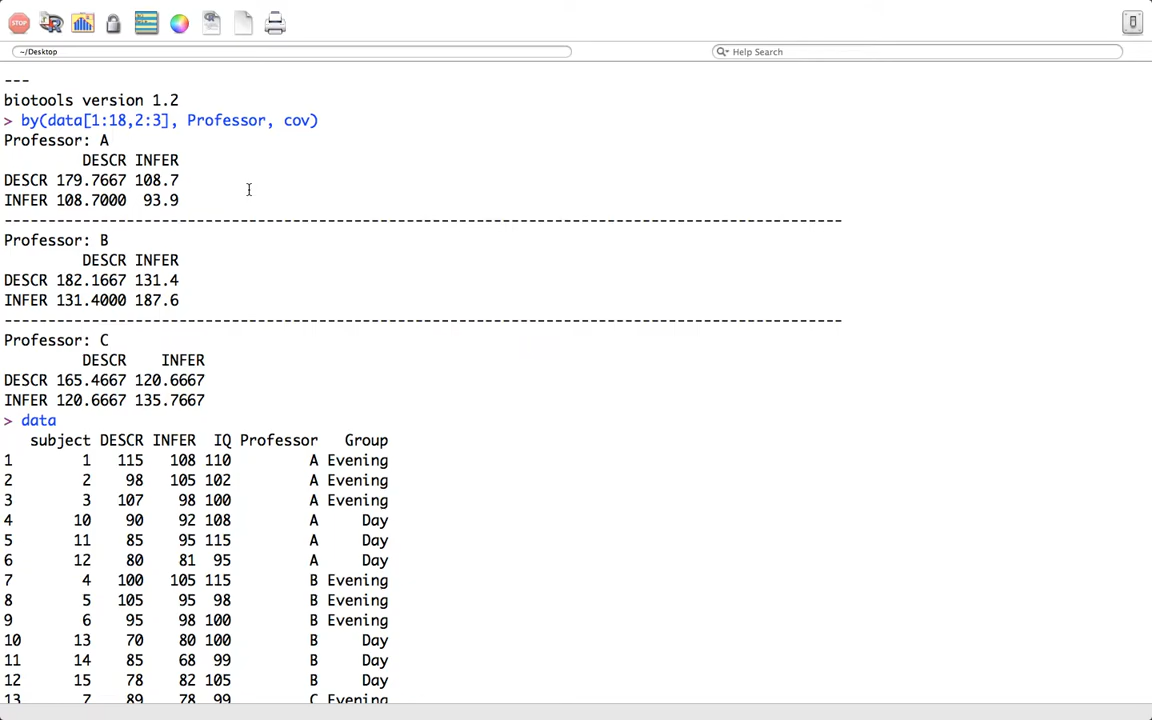 STOP
~/Desktop
Help Search
---
biotools version 1.2
> by(data[1:18,2:3], Professor, cov)
Professor: A
         DESCR INFER
DESCR 179.7667 108.7
INFER 108.7000  93.9
------------------------------------------------------------------------------------------------
Professor: B
         DESCR INFER
DESCR 182.1667 131.4
INFER 131.4000 187.6
------------------------------------------------------------------------------------------------
Professor: C
         DESCR    INFER
DESCR 165.4667 120.6667
INFER 120.6667 135.7667
> data
   subject DESCR INFER  IQ Professor   Group
1        1   115   108 110         A Evening
2        2    98   105 102         A Evening
3        3   107    98 100         A Evening
4       10    90    92 108         A     Day
5       11    85    95 115         A     Day
6       12    80    81  95         A     Day
7        4   100   105 115         B Evening
8        5   105    95  98         B Evening
9        6    95    98 100         B Evening
10      13    70    80 100         B     Day
11      14    85    68  99         B     Day
12      15    78    82 105         B     Day
13       7    89    78  99         C Evening